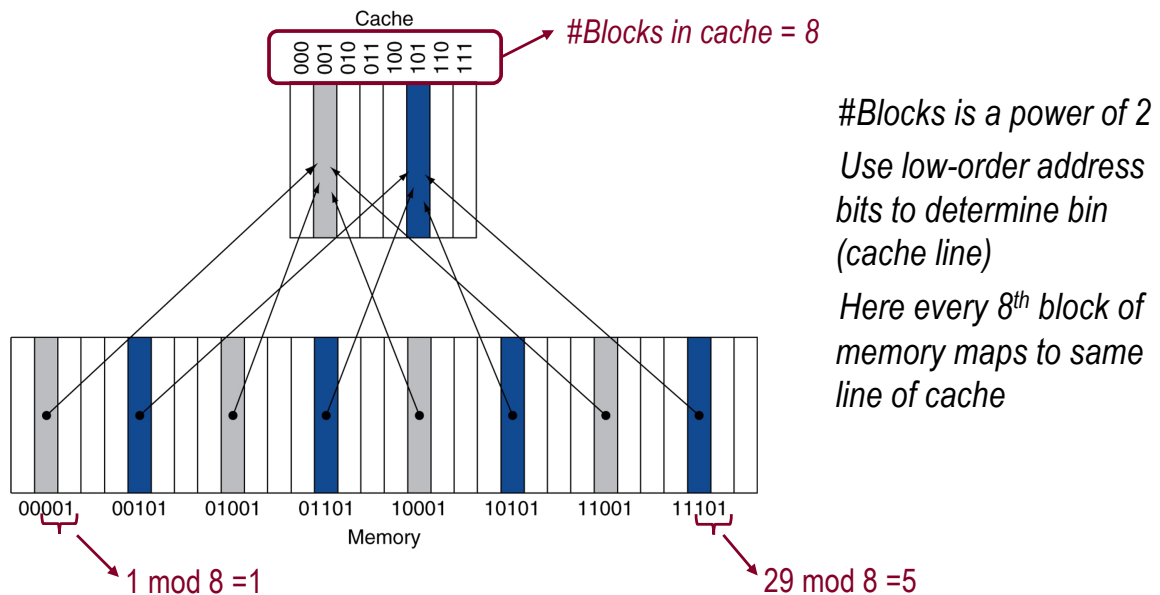 Cache
#Blocks in cache = 8
000
001
010
011
100
101
110
111
#Blocks is a power of 2
Use low-order address
bits to determine bin
(cache line)
Here every 8th block of
memory maps to same
line of cache
00001 00101 01001 01101 10001 10101 11001 11101
Memory
1 mod 8 =1
29 mod 8 =5